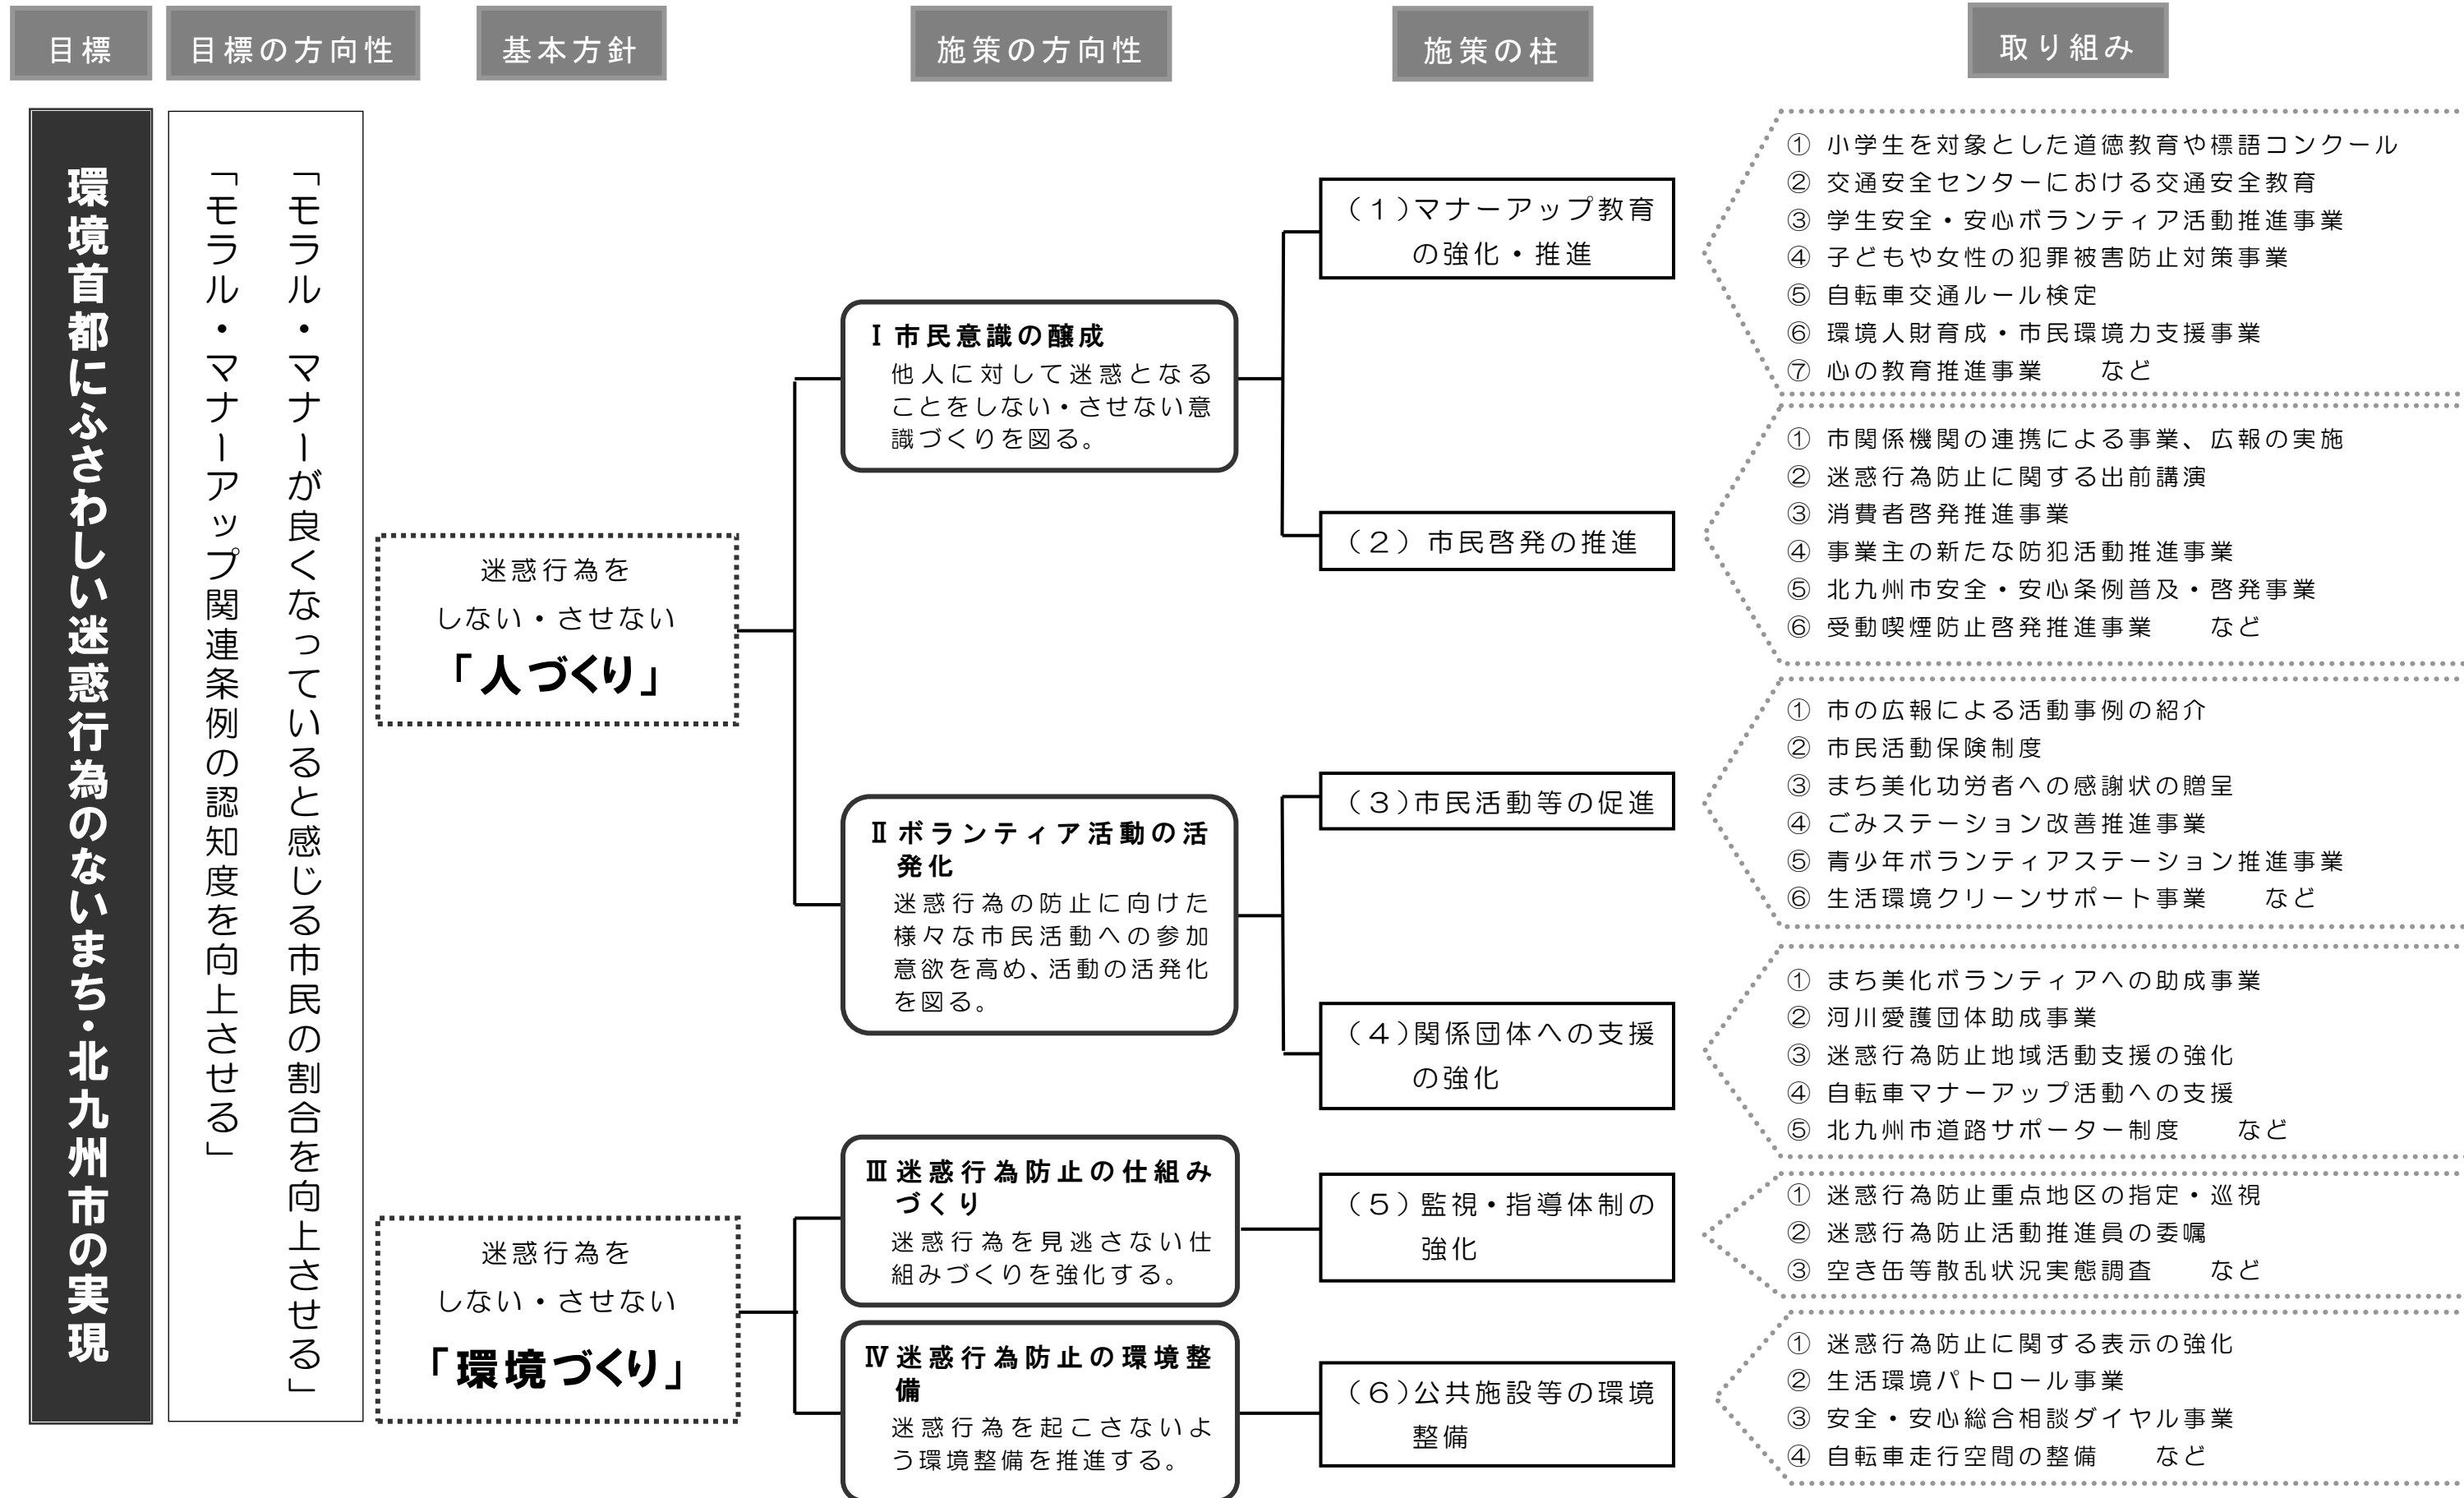 目標
目標の方向性
基本方針
施策の方向性
施策の柱
取り組み
環境首都にふさわしい迷惑行為のないまち・北九州市の実現
「モラル・マナーが良くなっていると感じる市民の割合を向上させる」
「モラル・マナーアップ関連条例の認知度を向上させる」
迷惑行為を
しない・させない
「人づくり」
Ⅰ 市民意識の醸成
他人に対して迷惑となる
ことをしない・させない意
識づくりを図る。
(1)マナーアップ教育
の強化・推進
① 小学生を対象とした道徳教育や標語コンクール
② 交通安全センターにおける交通安全教育
③ 学生安全・安心ボランティア活動推進事業
④ 子どもや女性の犯罪被害防止対策事業
⑤ 自転車交通ルール検定
⑥ 環境人財育成・市民環境力支援事業
⑦ 心の教育推進事業　など
(2) 市民啓発の推進
① 市関係機関の連携による事業、広報の実施
② 迷惑行為防止に関する出前講演
③ 消費者啓発推進事業
④ 事業主の新たな防犯活動推進事業
⑤ 北九州市安全・安心条例普及・啓発事業
⑥ 受動喫煙防止啓発推進事業　など
Ⅱ ボランティア活動の活
発化
迷惑行為の防止に向けた
様々な市民活動への参加
意欲を高め、活動の活発化
を図る。
(3)市民活動等の促進
① 市の広報による活動事例の紹介
② 市民活動保険制度
③ まち美化功労者への感謝状の贈呈
④ ごみステーション改善推進事業
⑤ 青少年ボランティアステーション推進事業
⑥ 生活環境クリーンサポート事業　など
(4)関係団体への支援
の強化
① まち美化ボランティアへの助成事業
② 河川愛護団体助成事業
③ 迷惑行為防止地域活動支援の強化
④ 自転車マナーアップ活動への支援
⑤ 北九州市道路サポーター制度　など
迷惑行為を
しない・させない
「環境づくり」
Ⅲ 迷惑行為防止の仕組み
づくり
迷惑行為を見逃さない仕
組みづくりを強化する。
(5) 監視・指導体制の
強化
① 迷惑行為防止重点地区の指定・巡視
② 迷惑行為防止活動推進員の委嘱
③ 空き缶等散乱状況実態調査　など
Ⅳ 迷惑行為防止の環境整
備
迷惑行為を起こさないよ
う環境整備を推進する。
(6)公共施設等の環境
整備
① 迷惑行為防止に関する表示の強化
② 生活環境パトロール事業
③ 安全・安心総合相談ダイヤル事業
④ 自転車走行空間の整備　など